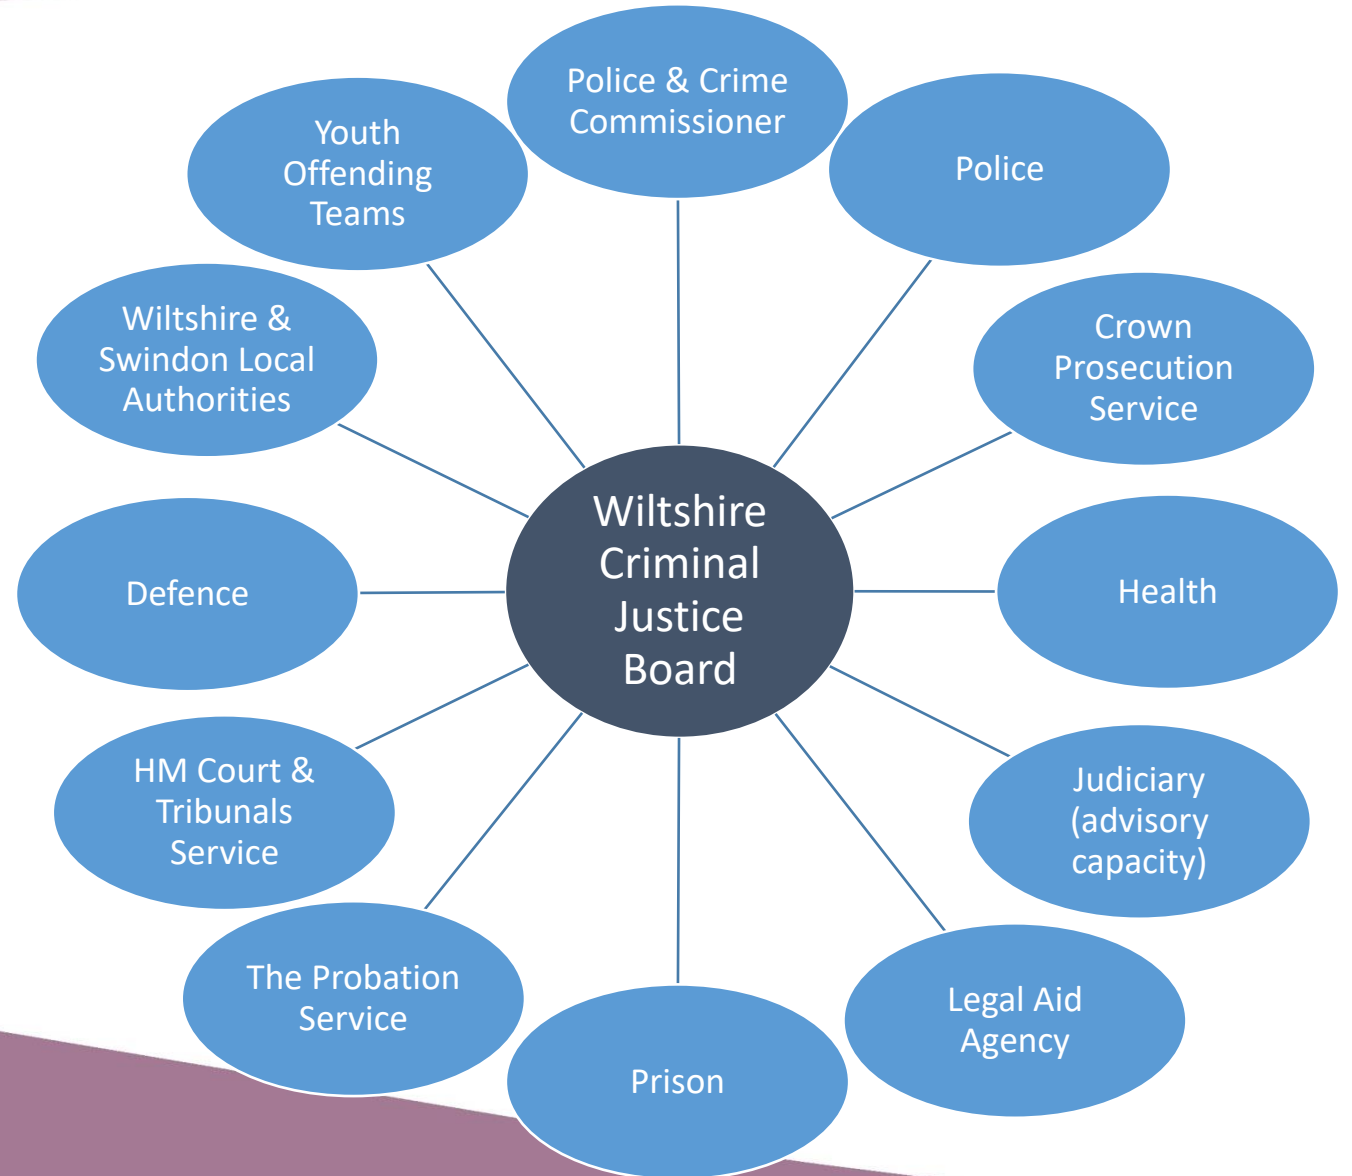 Police & Crime
Commissioner
Police
Crown
Prosecution
Service
Health
Judiciary
(advisory
capacity)
Legal Aid
Agency
Prison
The Probation
Service
HM Court &
Tribunals
Service
Defence
Wiltshire &
Swindon Local
Authorities
Youth
Offending
Teams
Wiltshire
Criminal
Justice
Board